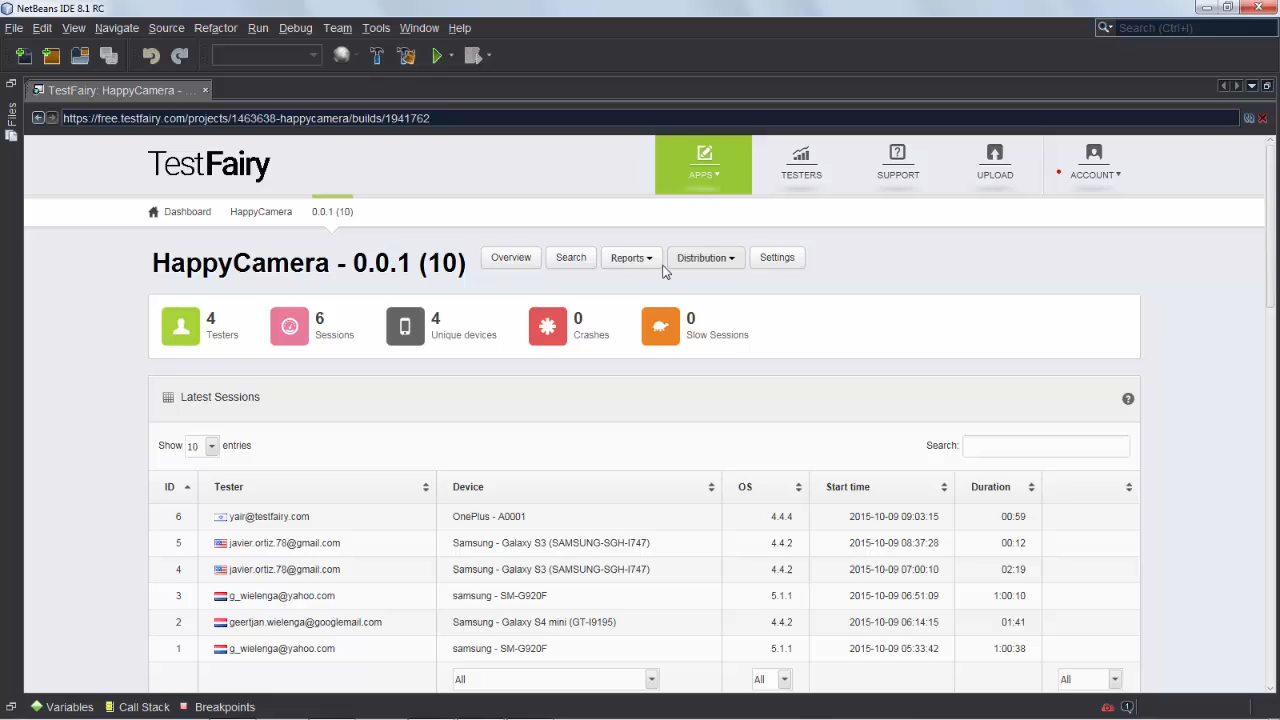 NetBeans IDE 8.1 RC
File Edit View Navigate Source Refactor Run Debug Team Tools Window Help
Search (Ctrl+I)
Files
TestFairy: HappyCamera - ...
https://free.testfairy.com/projects/1463638-happycamera/builds/1941762
TestFairy
APPS
TESTERS
SUPPORT
UPLOAD
ACCOUNT
Dashboard HappyCamera 0.0.1 (10)
HappyCamera - 0.0.1 (10)
Overview Search Reports Distribution Settings
4 Testers
6 Sessions
4 Unique devices
0 Crashes
0 Slow Sessions
Latest Sessions
Show 10 entries
Search:
ID Tester Device OS Start time Duration
6 yair@testfairy.com OnePlus - A0001 4.4.4 2015-10-09 09:03:15 00:59
5 javier.ortiz.78@gmail.com Samsung - Galaxy S3 (SAMSUNG-SGH-I747) 4.4.2 2015-10-09 08:37:28 00:12
4 javier.ortiz.78@gmail.com Samsung - Galaxy S3 (SAMSUNG-SGH-I747) 4.4.2 2015-10-09 07:00:10 02:19
3 g_wielenga@yahoo.com samsung - SM-G920F 5.1.1 2015-10-09 06:51:09 1:00:10
2 geertjan.wielenga@googlemail.com Samsung - Galaxy S4 mini (GT-I9195) 4.4.2 2015-10-09 06:14:15 01:41
1 g_wielenga@yahoo.com samsung - SM-G920F 5.1.1 2015-10-09 05:33:42 1:00:38
All All All
Variables Call Stack Breakpoints
1